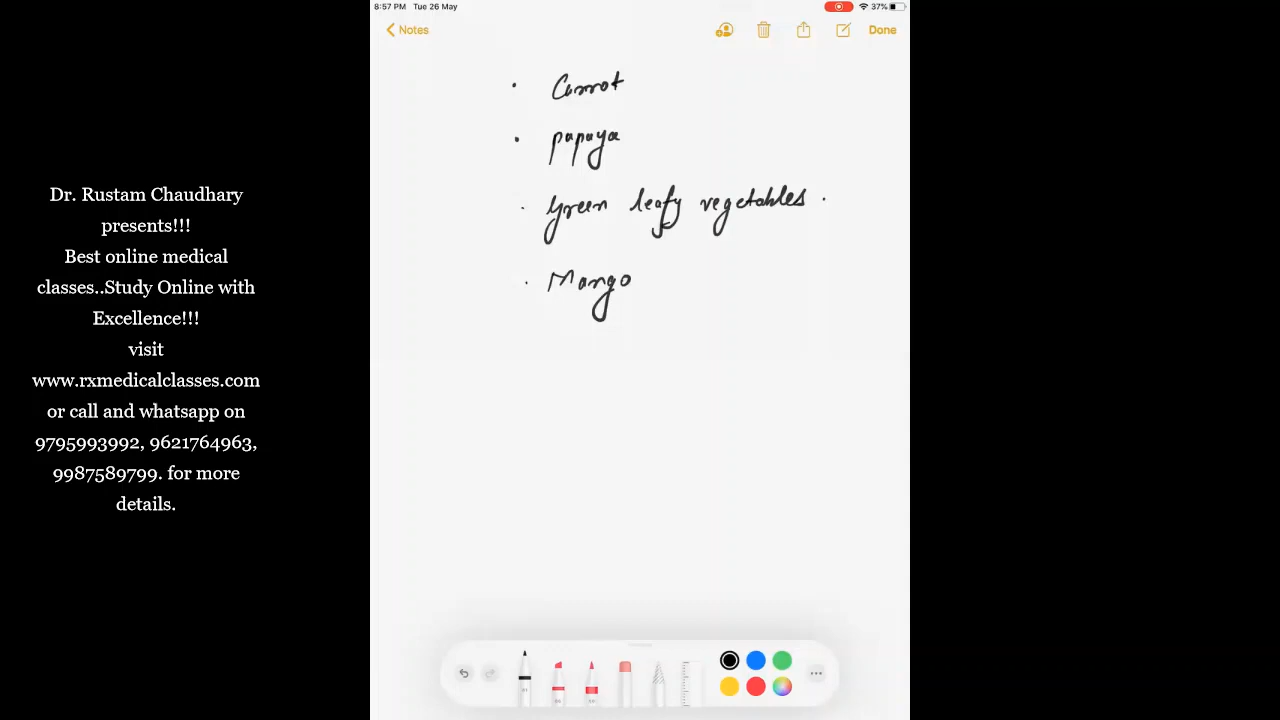 8:57 PM Tue 26 May
37%
Notes
Done
Dr. Rustam Chaudhary
presents!!!
Best online medical
classes..Study Online with
Excellence!!!
visit
www.rxmedicalclasses.com
or call and whatsapp on
9795993992, 9621764963,
9987589799. for more
details.
· Carrot
· papaya
· Green leafy vegetables ·
· Mango